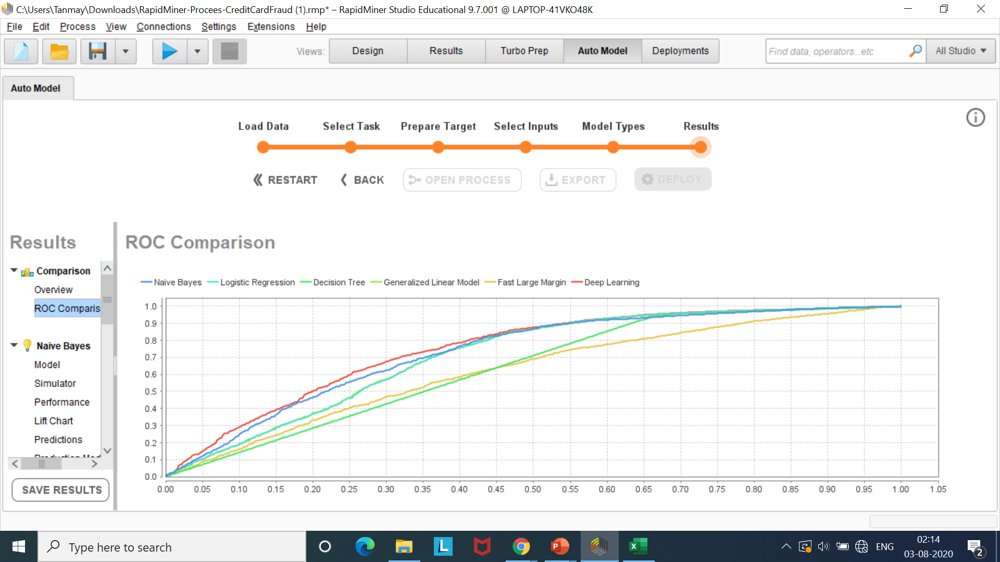 C:\Users\Tanmay\Downloads\RapidMiner-Procees-CreditCardFraud (1).rmp* – RapidMiner Studio Educational 9.7.001 @ LAPTOP-41VKO48K
File Edit Process View Connections Settings Extensions Help
Views: Design Results Turbo Prep Auto Model Deployments Find data, operators...etc All Studio
Auto Model
Load Data Select Task Prepare Target Select Inputs Model Types Results
RESTART BACK OPEN PROCESS EXPORT DEPLOY
Results
Comparison
Overview
ROC Comparis
Naive Bayes
Model
Simulator
Performance
Lift Chart
Predictions
SAVE RESULTS
ROC Comparison
Naive Bayes Logistic Regression Decision Tree Generalized Linear Model Fast Large Margin Deep Learning
1.0
0.9
0.8
0.7
0.6
0.5
0.4
0.3
0.2
0.1
0.0
0.00 0.05 0.10 0.15 0.20 0.25 0.30 0.35 0.40 0.45 0.50 0.55 0.60 0.65 0.70 0.75 0.80 0.85 0.90 0.95 1.00 1.05
Type here to search
L
P
X
ENG
02:14
03-08-2020
2